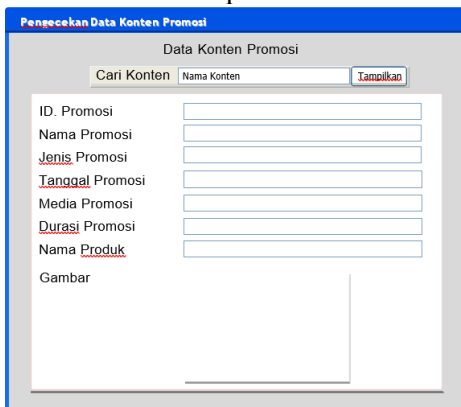 Pengecekan Data Konten Promosi
Data Konten Promosi
Cari Konten Nama Konten Tampilkan
ID. Promosi
Nama Promosi
Jenis Promosi
Tanggal Promosi
Media Promosi
Durasi Promosi
Nama Produk
Gambar